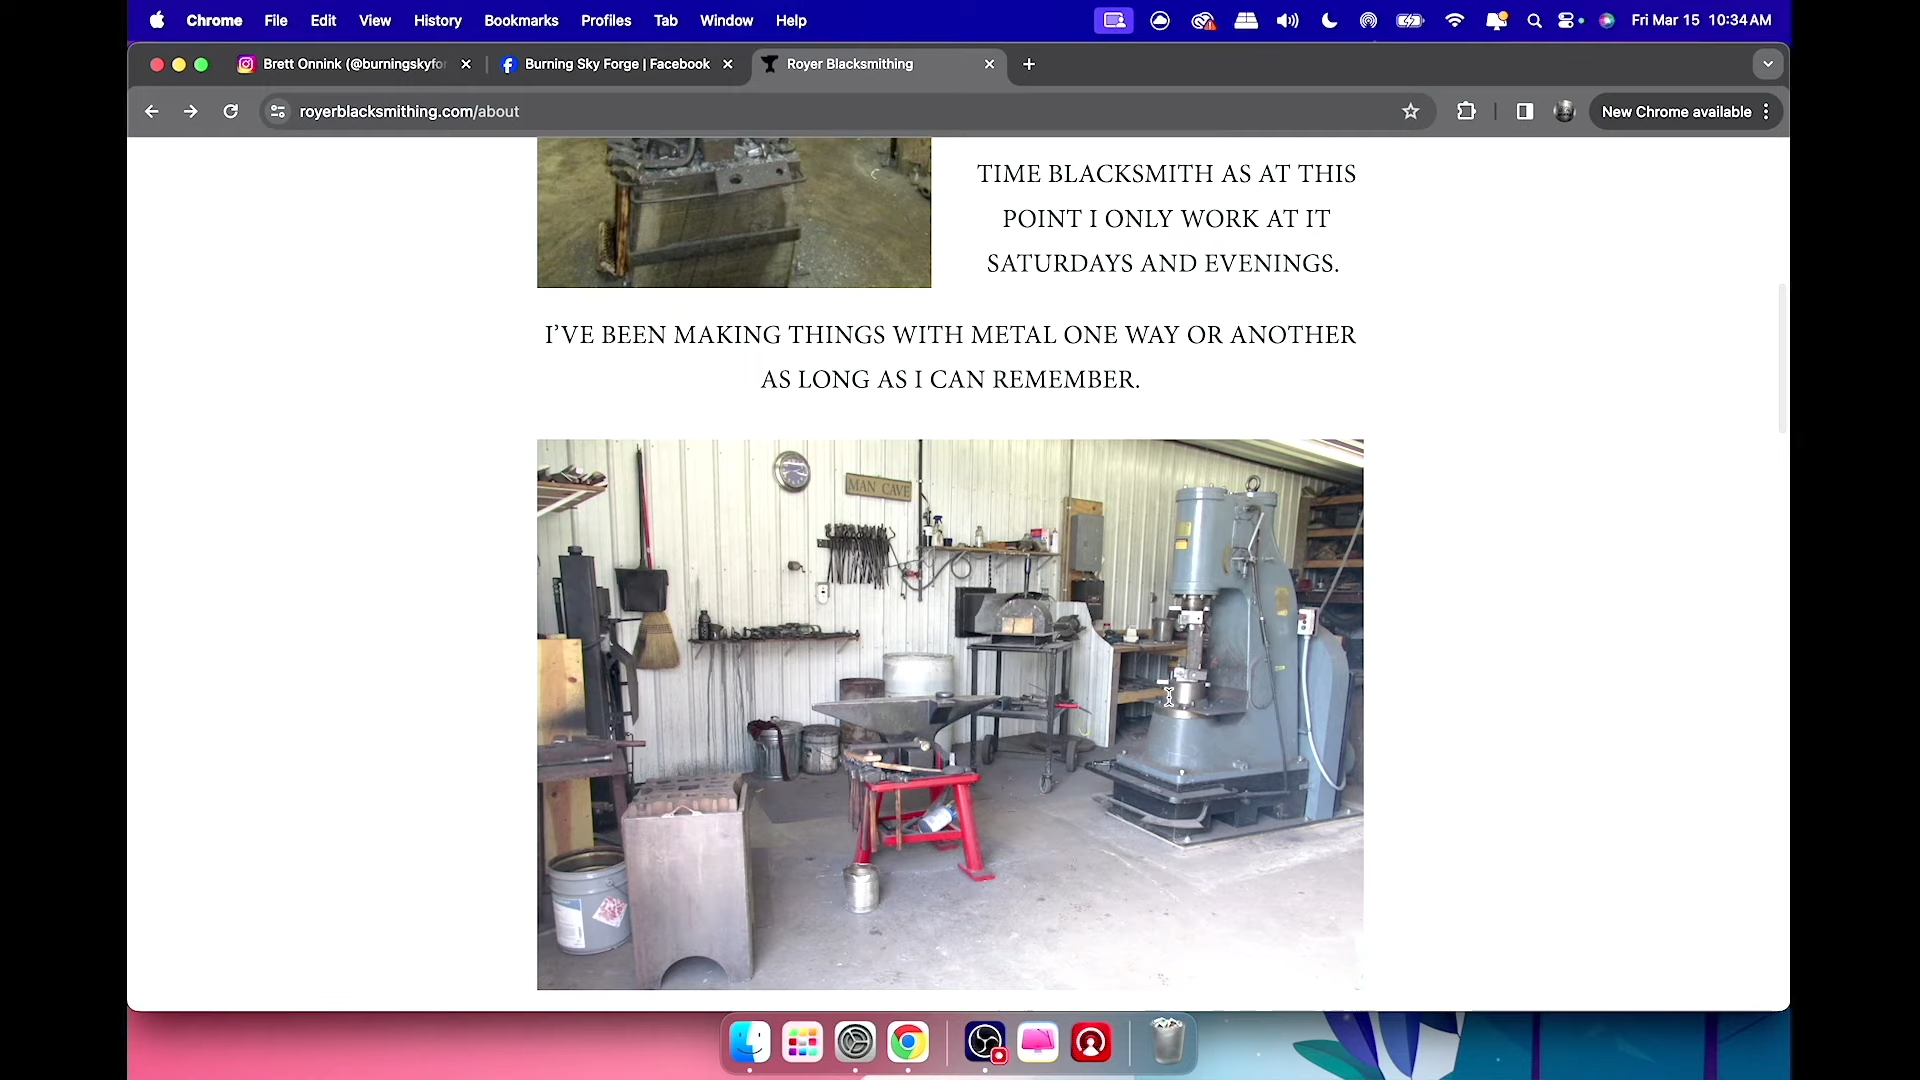 Chrome File Edit View History Bookmarks Profiles Tab Window Help Fri Mar 15 10:34 AM
Brett Onnink (@burningskyfor Burning Sky Forge | Facebook Royer Blacksmithing
royerblacksmithing.com/about New Chrome available
TIME BLACKSMITH AS AT THIS
POINT I ONLY WORK AT IT
SATURDAYS AND EVENINGS.
I’VE BEEN MAKING THINGS WITH METAL ONE WAY OR ANOTHER
AS LONG AS I CAN REMEMBER.
MAN CAVE